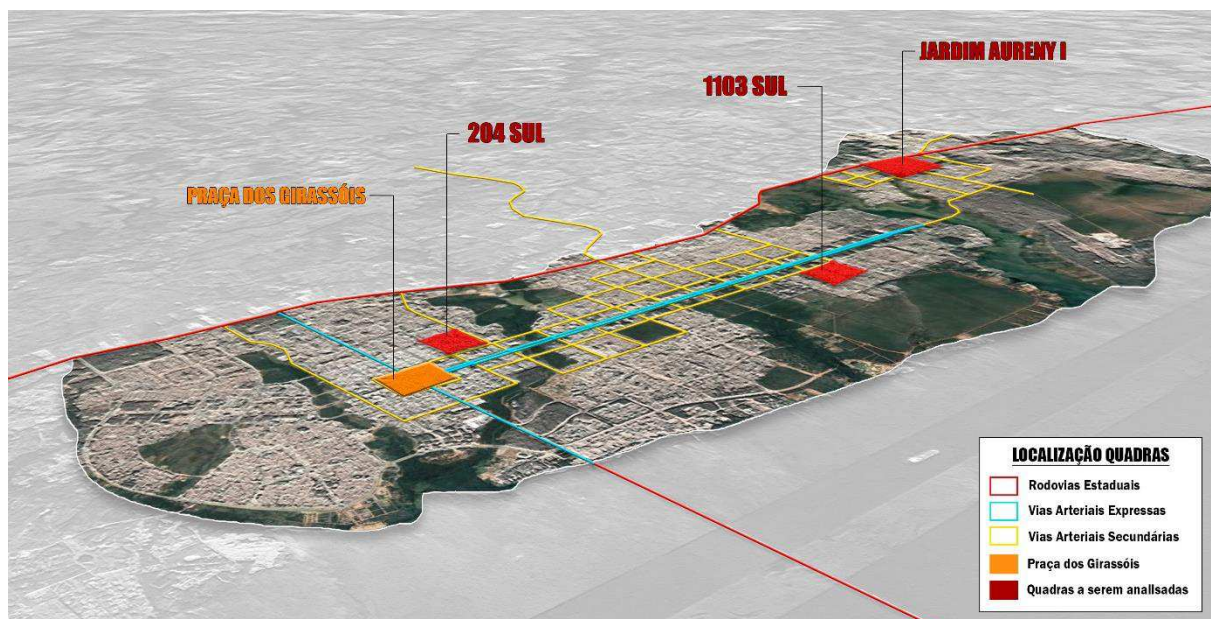 JARDIM AURENY I
1103 SUL
204 SUL
PRAÇA DOS GIRASSÓIS
LOCALIZAÇÃO QUADRAS
Rodovias Estaduais
Vias Arteriais Expressas
Vias Arteriais Secundárias
Praça dos Girassóis
Quadras a serem analisadas